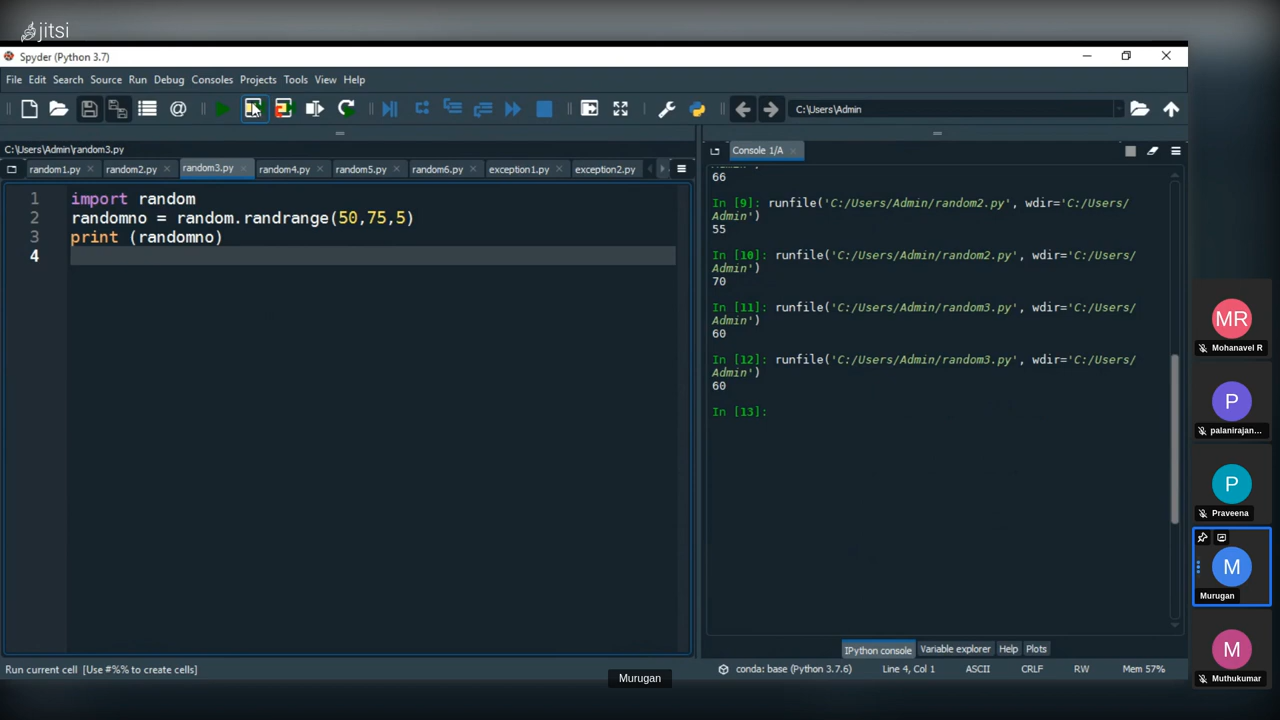 jitsi
Spyder (Python 3.7)
File Edit Search Source Run Debug Consoles Projects Tools View Help
C:\Users\Admin
C:\Users\Admin\random3.py
random1.py random2.py random3.py random4.py random5.py random6.py exception1.py exception2.py
1 import random
2 randomno = random.randrange(50,75,5)
3 print (randomno)
4
Console 1/A
66
In [9]: runfile('C:/Users/Admin/random2.py', wdir='C:/Users/
Admin')
55
In [10]: runfile('C:/Users/Admin/random2.py', wdir='C:/Users/
Admin')
70
In [11]: runfile('C:/Users/Admin/random3.py', wdir='C:/Users/
Admin')
60
In [12]: runfile('C:/Users/Admin/random3.py', wdir='C:/Users/
Admin')
60
In [13]:
IPython console Variable explorer Help Plots
Run current cell [Use #%% to create cells]
conda: base (Python 3.7.6) Line 4, Col 1 ASCII CRLF RW Mem 57%
Murugan
MR
Mohanavel R
P
palanirajan...
P
Praveena
M
Murugan
M
Muthukumar